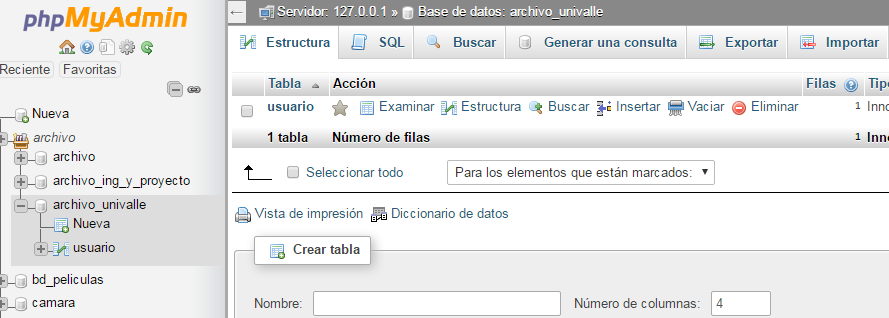 phpMyAdmin
Reciente Favoritas
Nueva
archivo
archivo
archivo_ing_y_proyecto
archivo_univalle
Nueva
usuario
bd_peliculas
camara
Servidor: 127.0.0.1 » Base de datos: archivo_univalle
Estructura SQL Buscar Generar una consulta Exportar Importar
Tabla Acción Filas Tipo
usuario Examinar Estructura Buscar Insertar Vaciar Eliminar 1 Inno
1 tabla Número de filas 1 Inno
Seleccionar todo Para los elementos que están marcados:
Vista de impresión Diccionario de datos
Crear tabla
Nombre: Número de columnas: 4